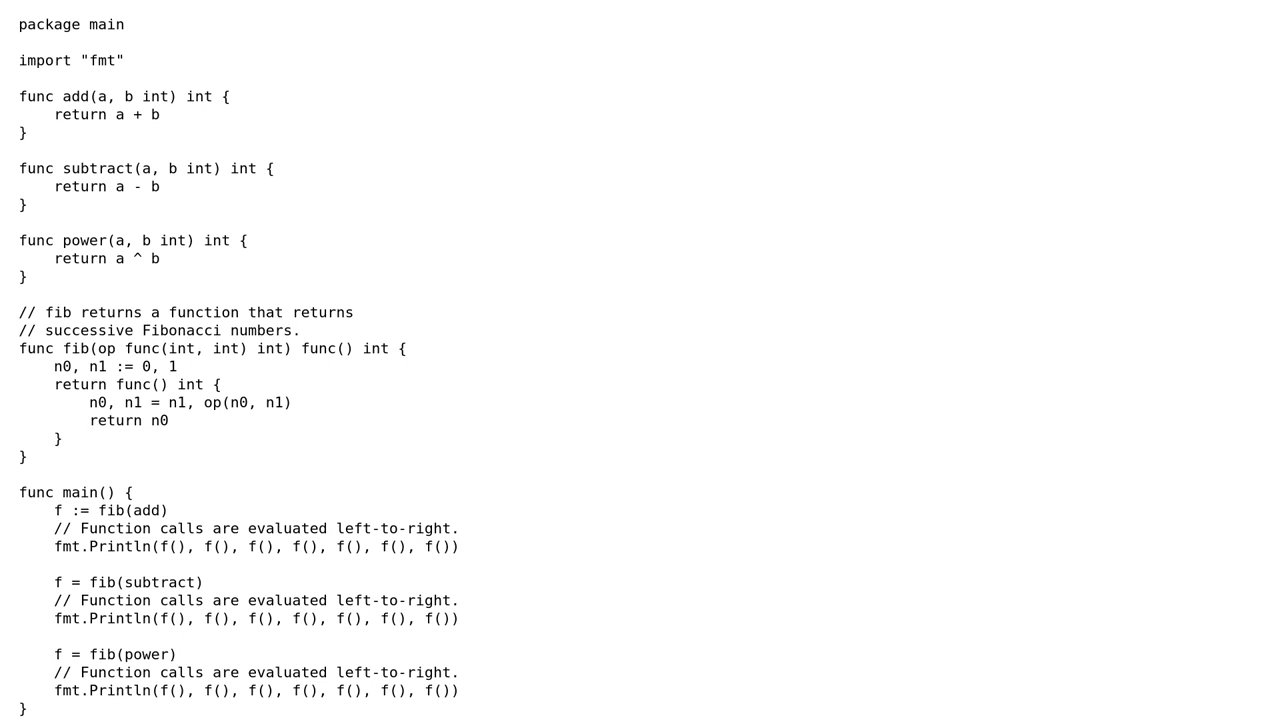 package main

import "fmt"

func add(a, b int) int {
    return a + b
}

func subtract(a, b int) int {
    return a - b
}

func power(a, b int) int {
    return a ^ b
}

// fib returns a function that returns
// successive Fibonacci numbers.
func fib(op func(int, int) int) func() int {
    n0, n1 := 0, 1
    return func() int {
        n0, n1 = n1, op(n0, n1)
        return n0
    }
}

func main() {
    f := fib(add)
    // Function calls are evaluated left-to-right.
    fmt.Println(f(), f(), f(), f(), f(), f(), f())

    f = fib(subtract)
    // Function calls are evaluated left-to-right.
    fmt.Println(f(), f(), f(), f(), f(), f(), f())

    f = fib(power)
    // Function calls are evaluated left-to-right.
    fmt.Println(f(), f(), f(), f(), f(), f(), f())
}